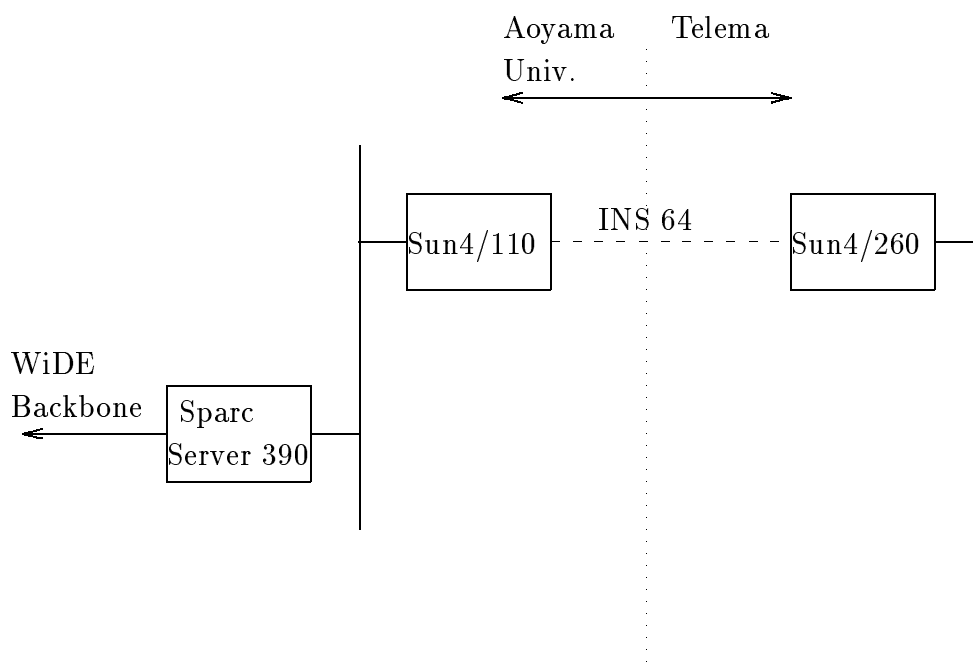 Aoyama
Univ.
Telema
INS 64
Sun4/110
Sun4/260
WiDE
Backbone
Sparc
Server 390